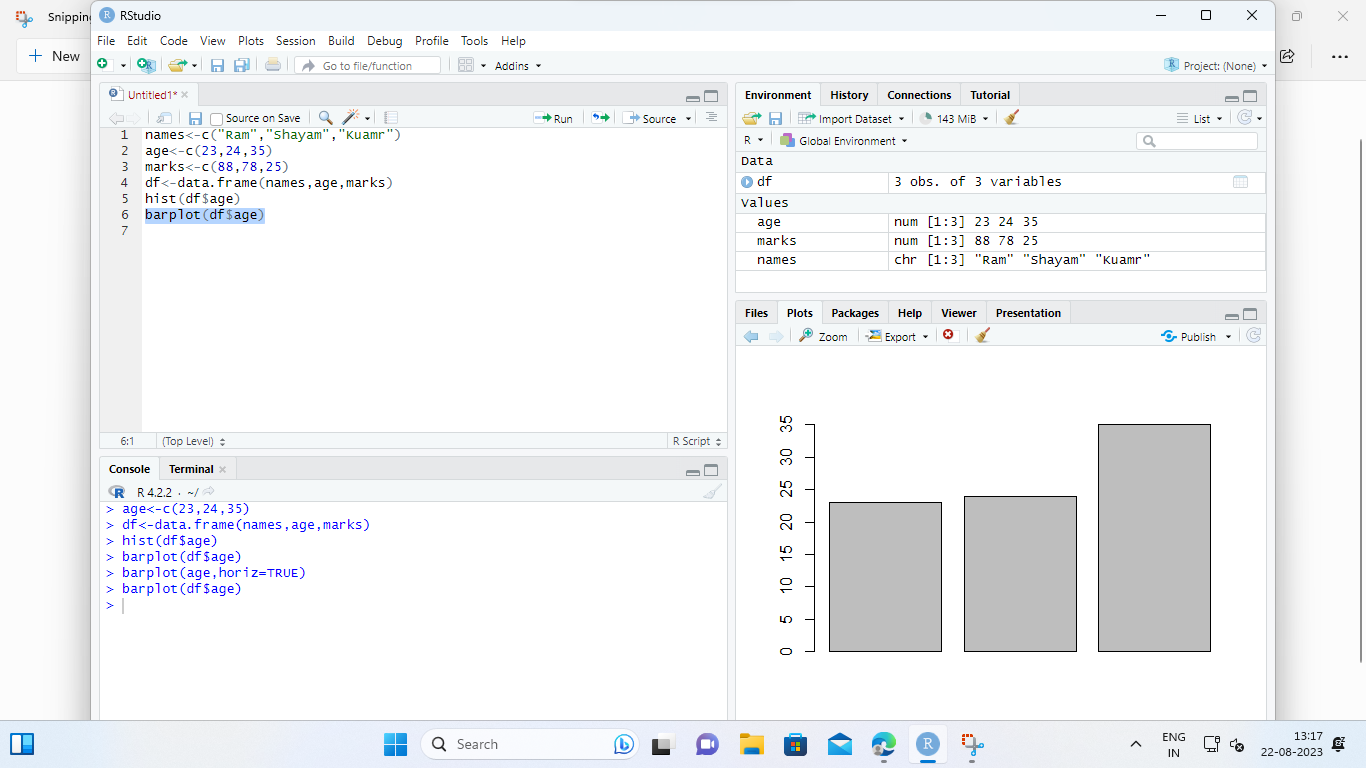 Snipping
New
RStudio
File Edit Code View Plots Session Build Debug Profile Tools Help
Go to file/function Addins Project: (None)
Untitled1*
Source on Save Run Source
1 names<-c("Ram","Shayam","Kuamr")
2 age<-c(23,24,35)
3 marks<-c(88,78,25)
4 df<-data.frame(names,age,marks)
5 hist(df$age)
6 barplot(df$age)
7
6:1 (Top Level) R Script
Console Terminal
R 4.2.2 · ~/
> age<-c(23,24,35)
> df<-data.frame(names,age,marks)
> hist(df$age)
> barplot(df$age)
> barplot(age,horiz=TRUE)
> barplot(df$age)
>
Environment History Connections Tutorial
Import Dataset 143 MiB List
R Global Environment
Data
df 3 obs. of 3 variables
Values
age num [1:3] 23 24 35
marks num [1:3] 88 78 25
names chr [1:3] "Ram" "Shayam" "Kuamr"
Files Plots Packages Help Viewer Presentation
Zoom Export Publish
35
30
25
20
15
10
5
0
Search
ENG
IN
13:17
22-08-2023